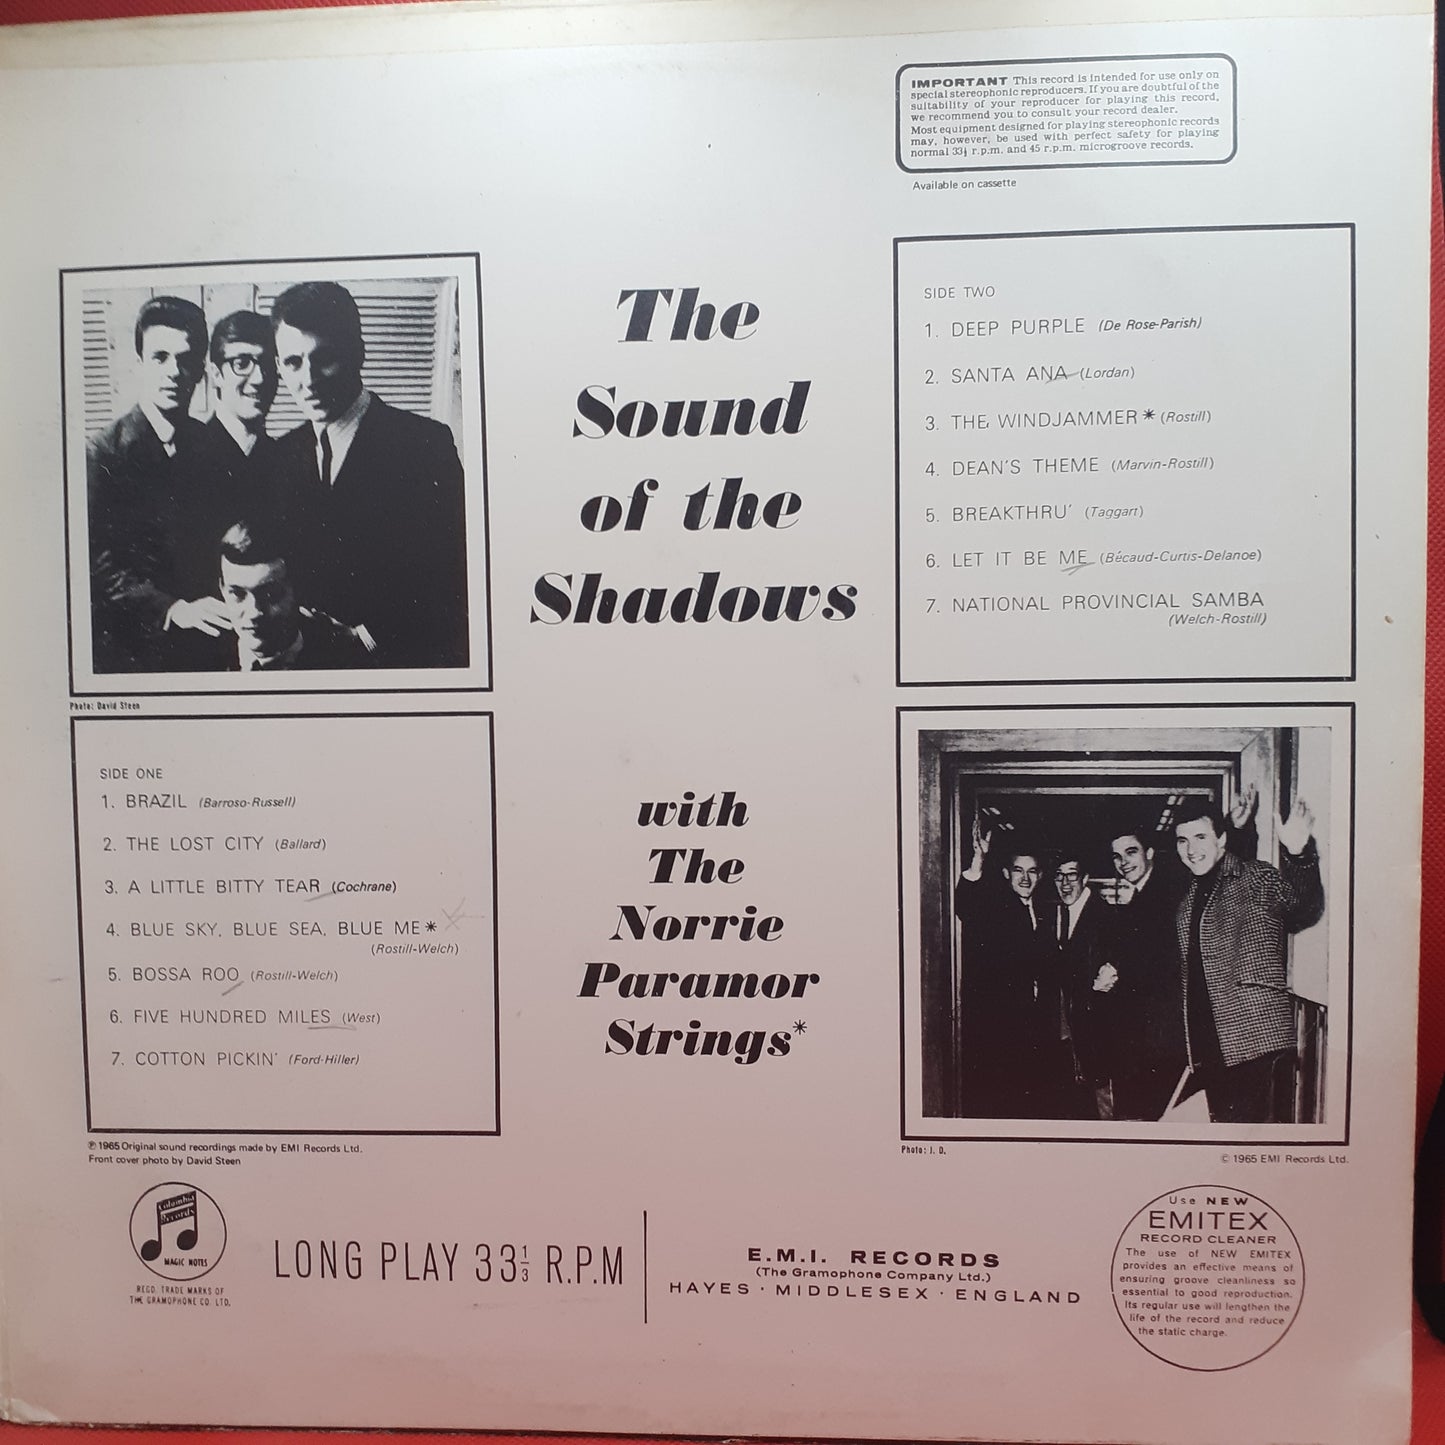 IMPORTANT This record is intended for use only on
special stereophonic reproducers. If you are doubtful of the
suitability of your reproducer for playing this record,
we recommend you to consult your record dealer.
Most equipment designed for playing stereophonic records
may, however, be used with perfect safety for playing
normal 33⅓ r.p.m. and 45 r.p.m. microgroove records.
Available on cassette
The
Sound
of the
Shadows
with
The
Norrie
Paramor
Strings*
Photo: David Steen
SIDE ONE
1. BRAZIL (Barroso-Russell)
2. THE LOST CITY (Ballard)
3. A LITTLE BITTY TEAR (Cochrane)
4. BLUE SKY, BLUE SEA, BLUE ME*
(Rostill-Welch)
5. BOSSA ROO (Rostill-Welch)
6. FIVE HUNDRED MILES (West)
7. COTTON PICKIN' (Ford-Hiller)
SIDE TWO
1. DEEP PURPLE (De Rose-Parish)
2. SANTA ANA (Lordan)
3. THE WINDJAMMER* (Rostill)
4. DEAN'S THEME (Marvin-Rostill)
5. BREAKTHRU' (Taggart)
6. LET IT BE ME (Bécaud-Curtis-Delanoe)
7. NATIONAL PROVINCIAL SAMBA
(Welch-Rostill)
℗ 1965 Original sound recordings made by EMI Records Ltd.
Front cover photo by David Steen
Photo: J. D.
© 1965 EMI Records Ltd.
Columbia
Records
MAGIC NOTES
REGD. TRADE MARKS OF
THE GRAMOPHONE CO. LTD.
LONG PLAY 33⅓ R.P.M
E.M.I. RECORDS
(The Gramophone Company Ltd.)
HAYES · MIDDLESEX · ENGLAND
Use NEW
EMITEX
RECORD CLEANER
The use of NEW EMITEX
provides an effective means of
ensuring groove cleanliness so
essential to good reproduction.
Its regular use will lengthen the
life of the record and reduce
the static charge.